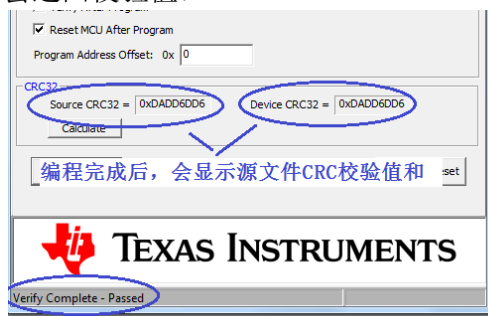 Reset MCU After Program
Program Address Offset: 0x 0
CRC32
Source CRC32 = 0xDADD6DD6 Device CRC32 = 0xDADD6DD6
Calculate
编程完成后，会显示源文件CRC校验值和
TEXAS INSTRUMENTS
Verify Complete - Passed